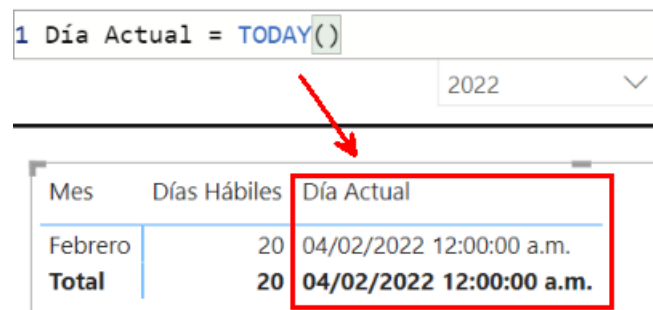 1 Día Actual = TODAY()
2022
Mes Días Hábiles Día Actual
Febrero 20 04/02/2022 12:00:00 a.m.
Total 20 04/02/2022 12:00:00 a.m.